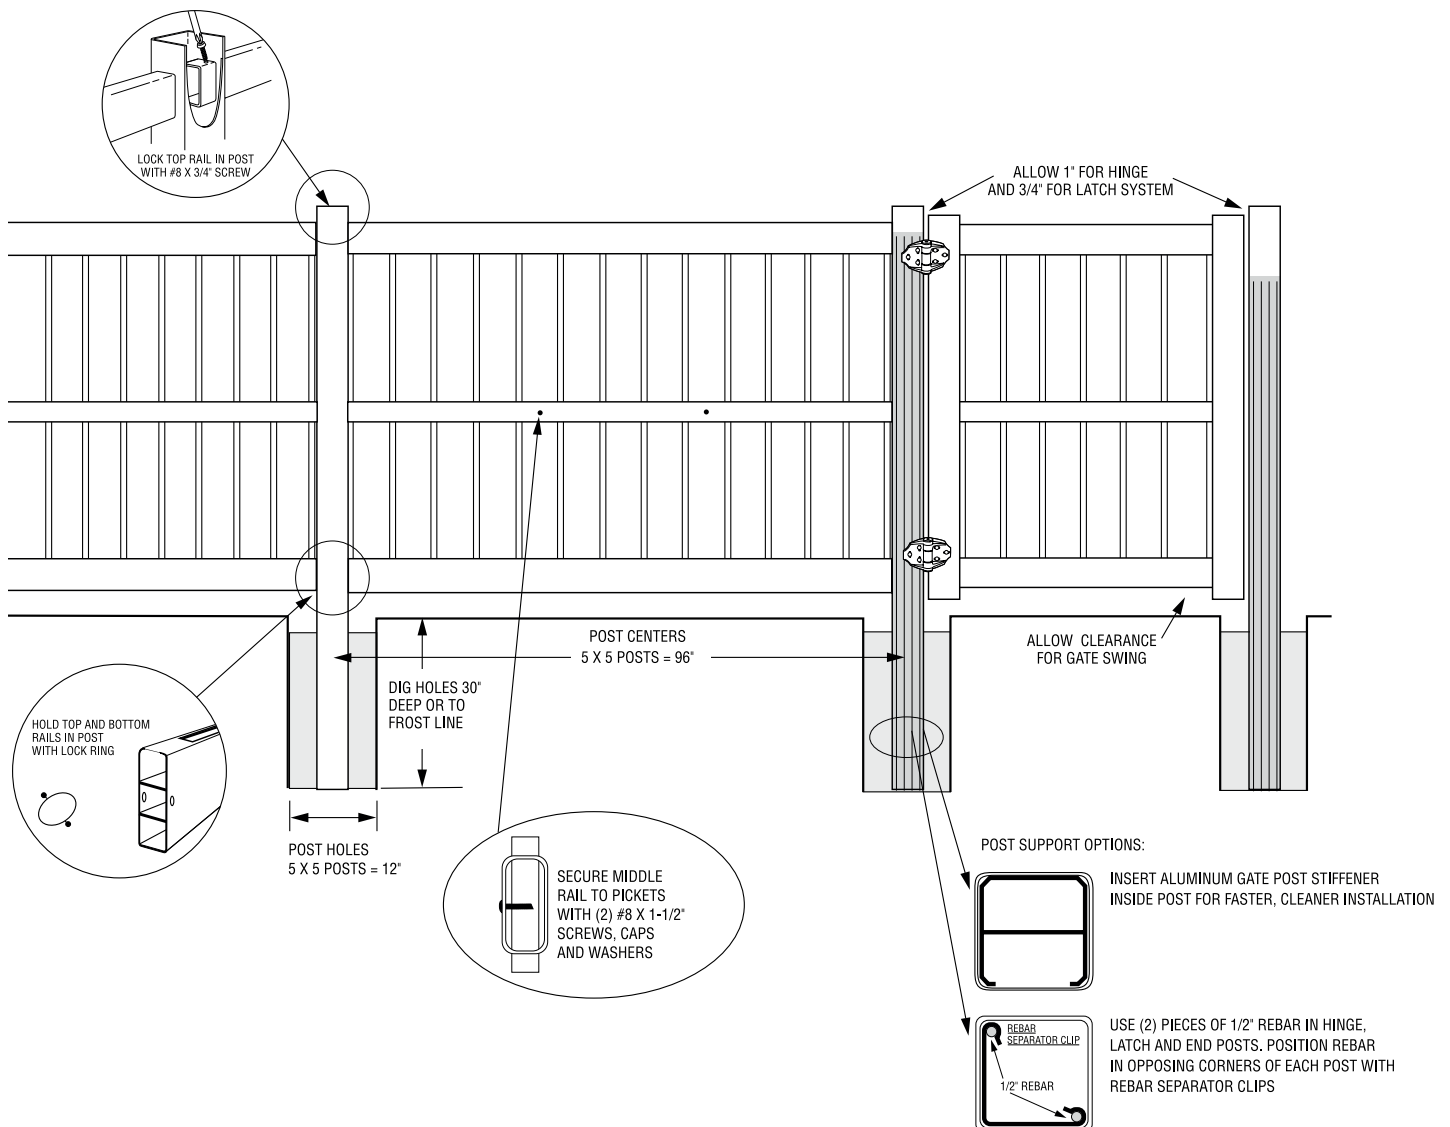 LOCK TOP RAIL IN POST
WITH #8 X 3/4" SCREW
ALLOW 1" FOR HINGE
AND 3/4" FOR LATCH SYSTEM
POST CENTERS
5 X 5 POSTS = 96"
ALLOW CLEARANCE
FOR GATE SWING
DIG HOLES 30"
DEEP OR TO
FROST LINE
HOLD TOP AND BOTTOM
RAILS IN POST
WITH LOCK RING
POST HOLES
5 X 5 POSTS = 12"
SECURE MIDDLE
RAIL TO PICKETS
WITH (2) #8 X 1-1/2"
SCREWS, CAPS
AND WASHERS
POST SUPPORT OPTIONS:
INSERT ALUMINUM GATE POST STIFFENER
INSIDE POST FOR FASTER, CLEANER INSTALLATION
REBAR
SEPARATOR CLIP
1/2" REBAR
USE (2) PIECES OF 1/2" REBAR IN HINGE,
LATCH AND END POSTS. POSITION REBAR
IN OPPOSING CORNERS OF EACH POST WITH
REBAR SEPARATOR CLIPS